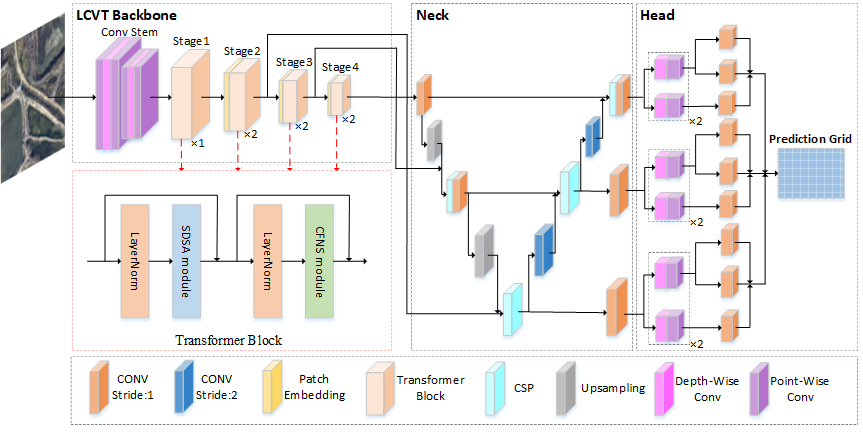 LCVT Backbone
Neck
Head
Conv Stem
Stage1
Stage2
Stage3
Stage4
×1
×2
×2
×2
×2
×2
×2
Prediction Grid
LayerNorm
SDSA module
LayerNorm
CFNS module
Transformer Block
CONV
Stride:1
CONV
Stride:2
Patch
Embedding
Transformer
Block
CSP
Upsampling
Depth-Wise
Conv
Point-Wise
Conv